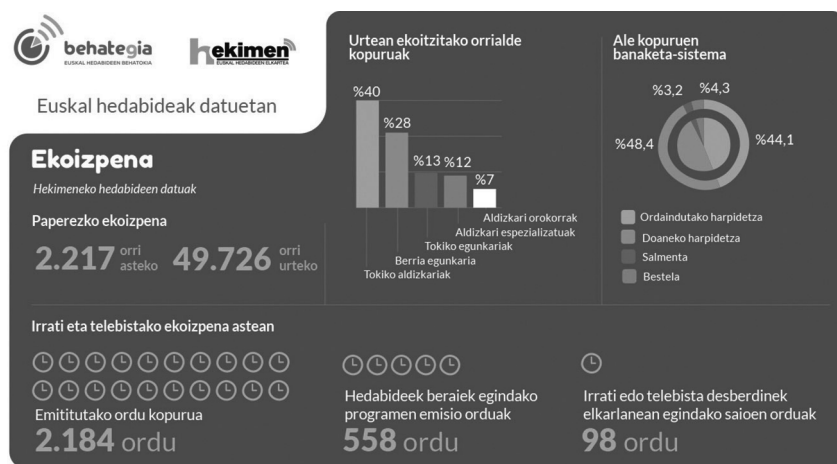 behategia
EUSKAL HEDABIDEEN BEHATOKIA
hekimen
EUSKAL HEDABIDEEN ELKARTEA
Euskal hedabideak datuetan
Ekoizpena
Hekimeneko hedabideen datuak
Paperezko ekoizpena
2.217 orri asteko
49.726 orri urteko
Urtean ekoitzitako orrialde
kopuruak
%40
%28
%13
%12
%7
Aldizkari orokorrak
Aldizkari espezializatuak
Tokiko egunkariak
Berria egunkaria
Tokiko aldizkariak
Ale kopuruen
banaketa-sistema
%3,2
%4,3
%48,4
%44,1
Ordaindutako harpidetza
Doaneko harpidetza
Salmenta
Bestela
Irrati eta telebistako ekoizpena astean
Emititutako ordu kopurua
2.184 ordu
Hedabideek beraiek egindako
programen emisio orduak
558 ordu
Irrati edo telebista desberdinek
elkarlanean egindako saioen orduak
98 ordu